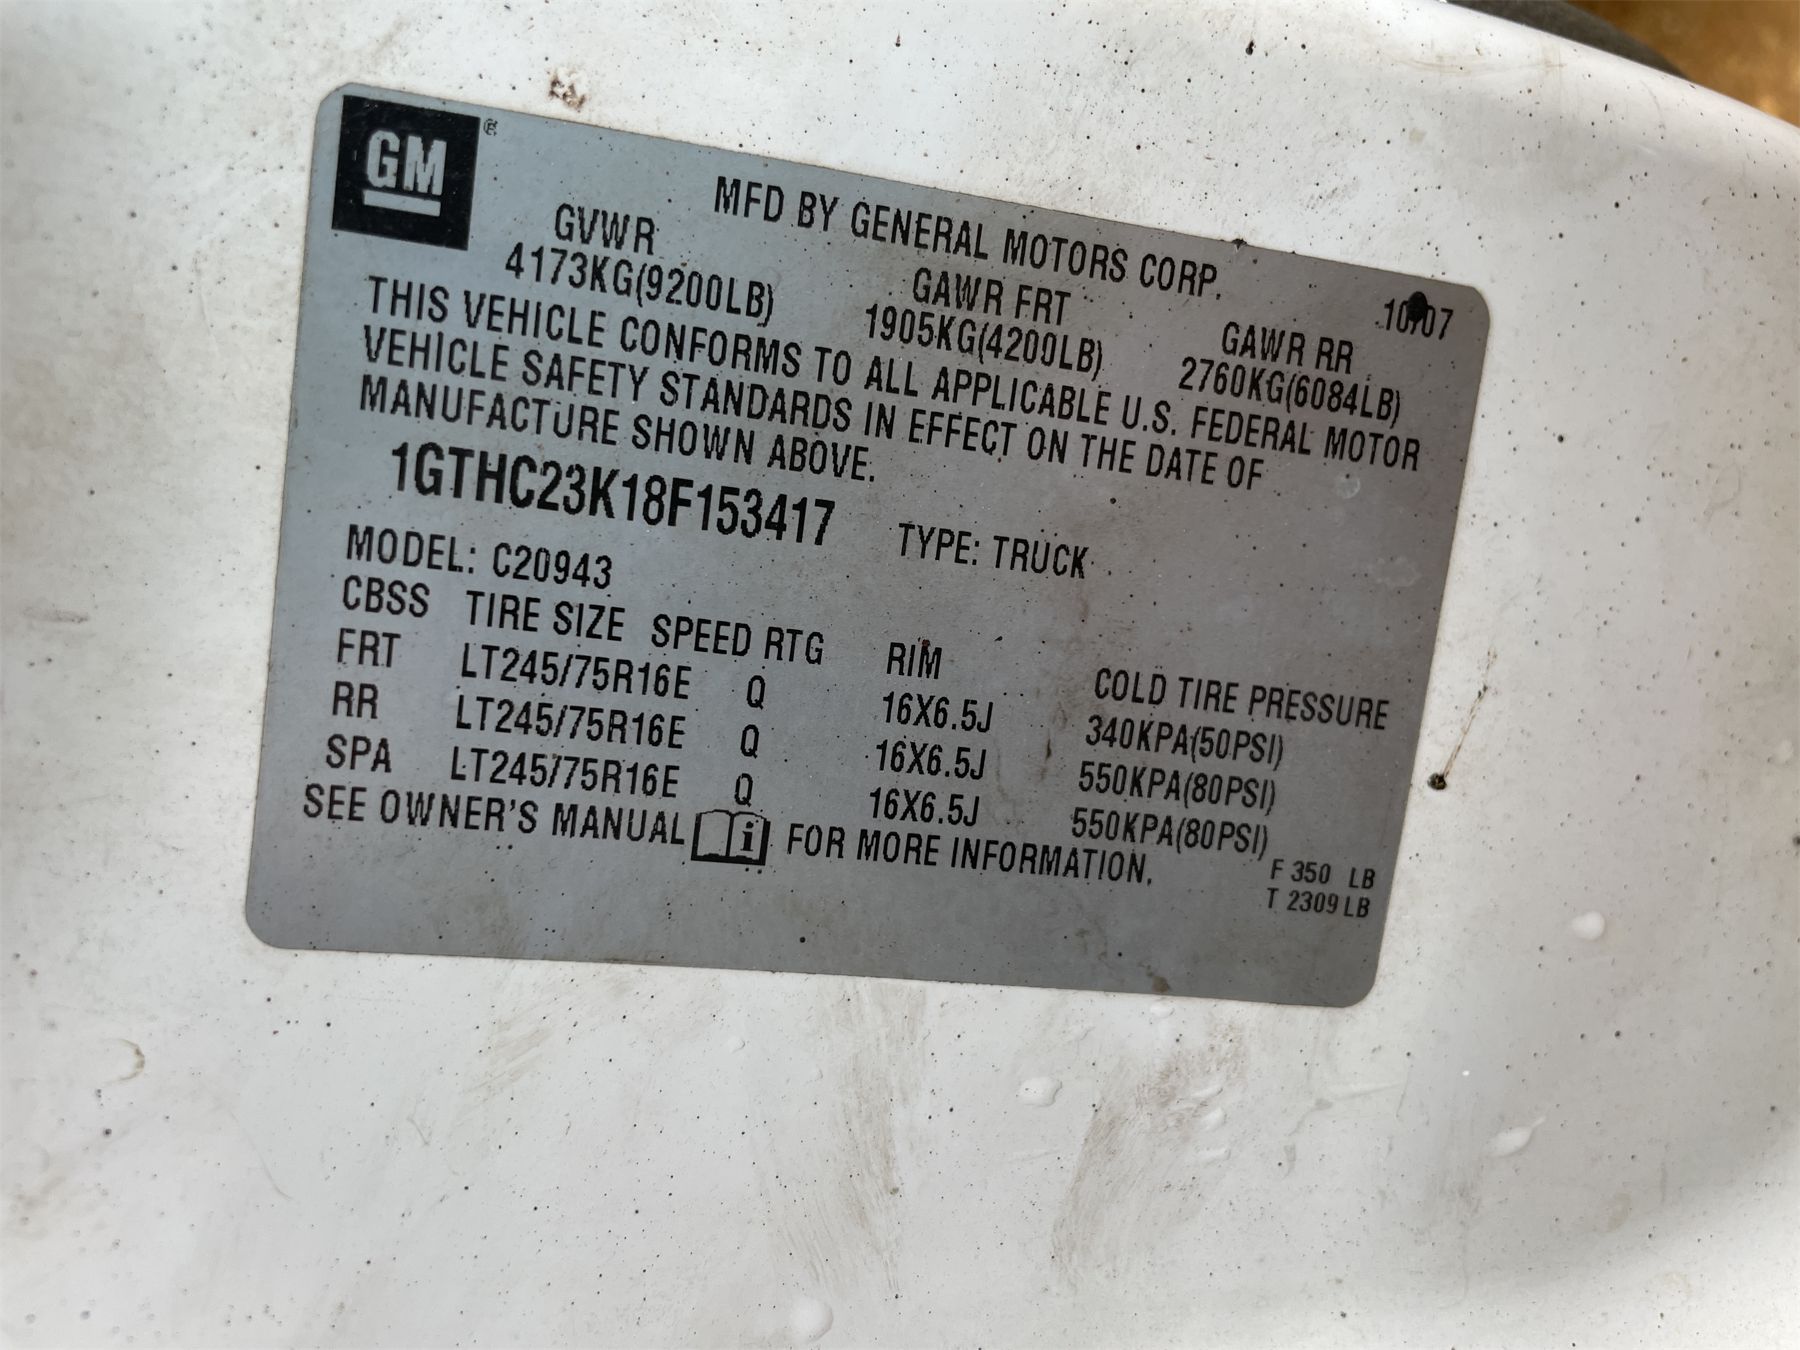 GM ®
MFD BY GENERAL MOTORS CORP.
10/07
GVWR GAWR FRT GAWR RR
4173KG(9200LB) 1905KG(4200LB) 2760KG(6084LB)
THIS VEHICLE CONFORMS TO ALL APPLICABLE U.S. FEDERAL MOTOR
VEHICLE SAFETY STANDARDS IN EFFECT ON THE DATE OF
MANUFACTURE SHOWN ABOVE.
1GTHC23K18F153417 TYPE: TRUCK
MODEL: C20943
CBSS TIRE SIZE SPEED RTG RIM COLD TIRE PRESSURE
FRT LT245/75R16E Q 16X6.5J 340KPA(50PSI)
RR LT245/75R16E Q 16X6.5J 550KPA(80PSI)
SPA LT245/75R16E Q 16X6.5J 550KPA(80PSI)
SEE OWNER'S MANUAL i FOR MORE INFORMATION.
F 350 LB
T 2309 LB